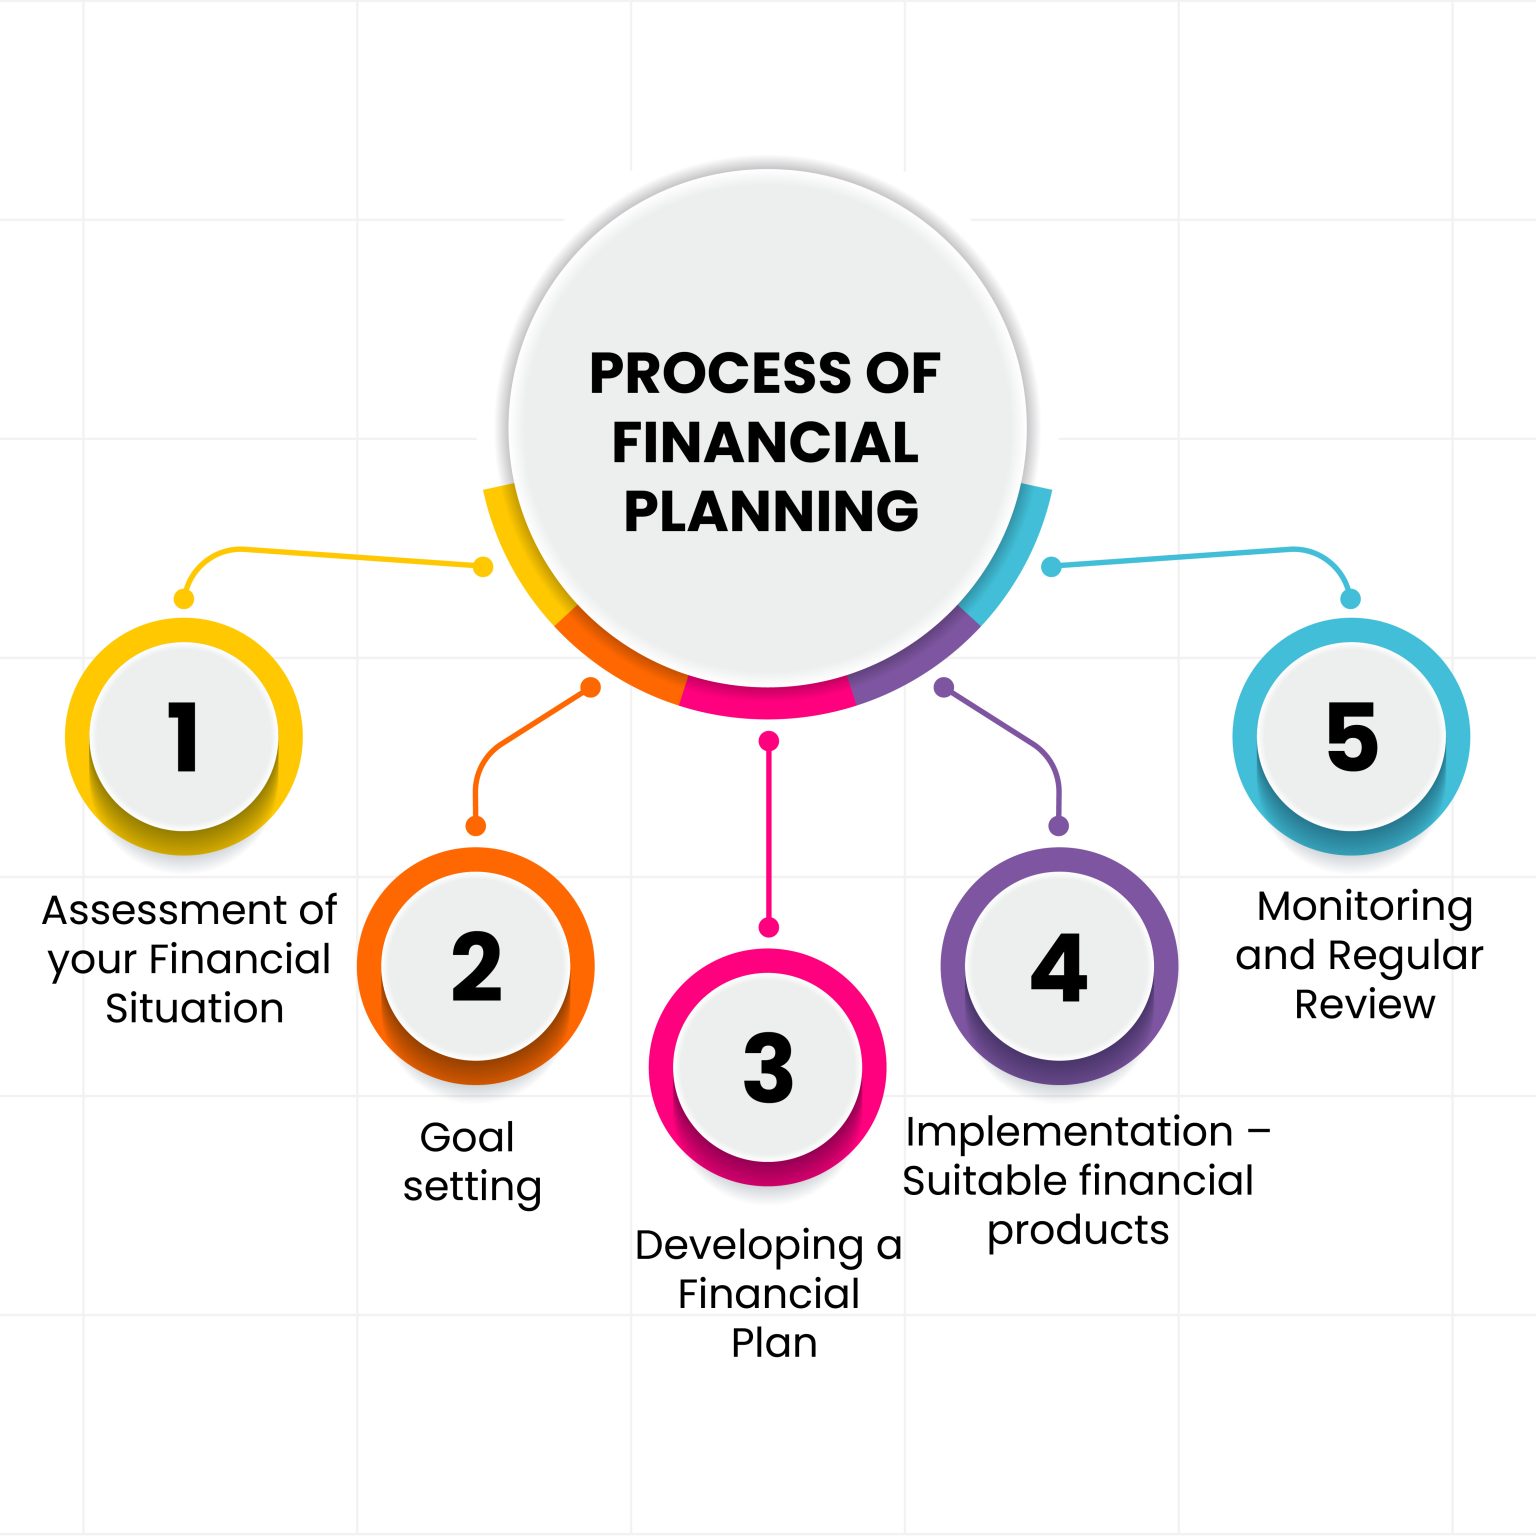 PROCESS OF
FINANCIAL
PLANNING
1
Assessment of
your Financial
Situation
2
Goal
setting
3
Developing a
Financial
Plan
4
Implementation –
Suitable financial
products
5
Monitoring
and Regular
Review